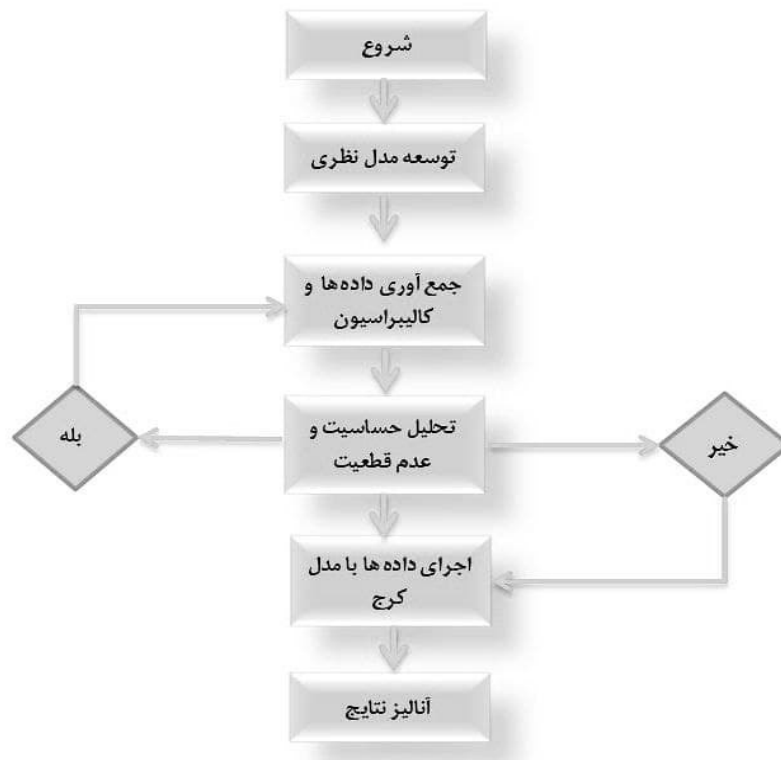 شروع
توسعه مدل نظری
جمع آوری داده‌ها و
کالیبراسیون
تحلیل حساسیت و
عدم قطعیت
بله
خیر
اجرای داده ها با مدل
کرج
آنالیز نتایج